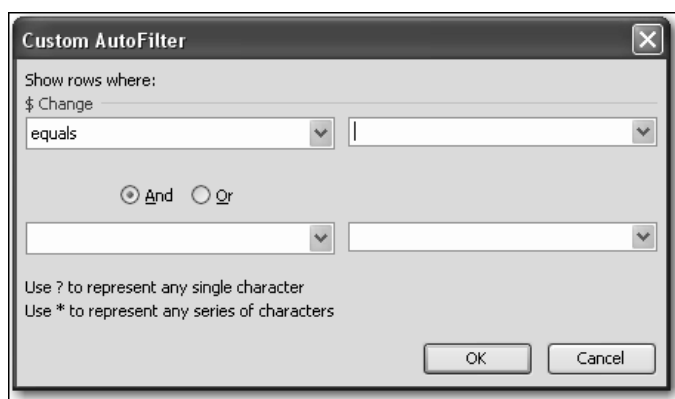 Custom AutoFilter
Show rows where:
$ Change
equals
And Or
Use ? to represent any single character
Use * to represent any series of characters
OK Cancel